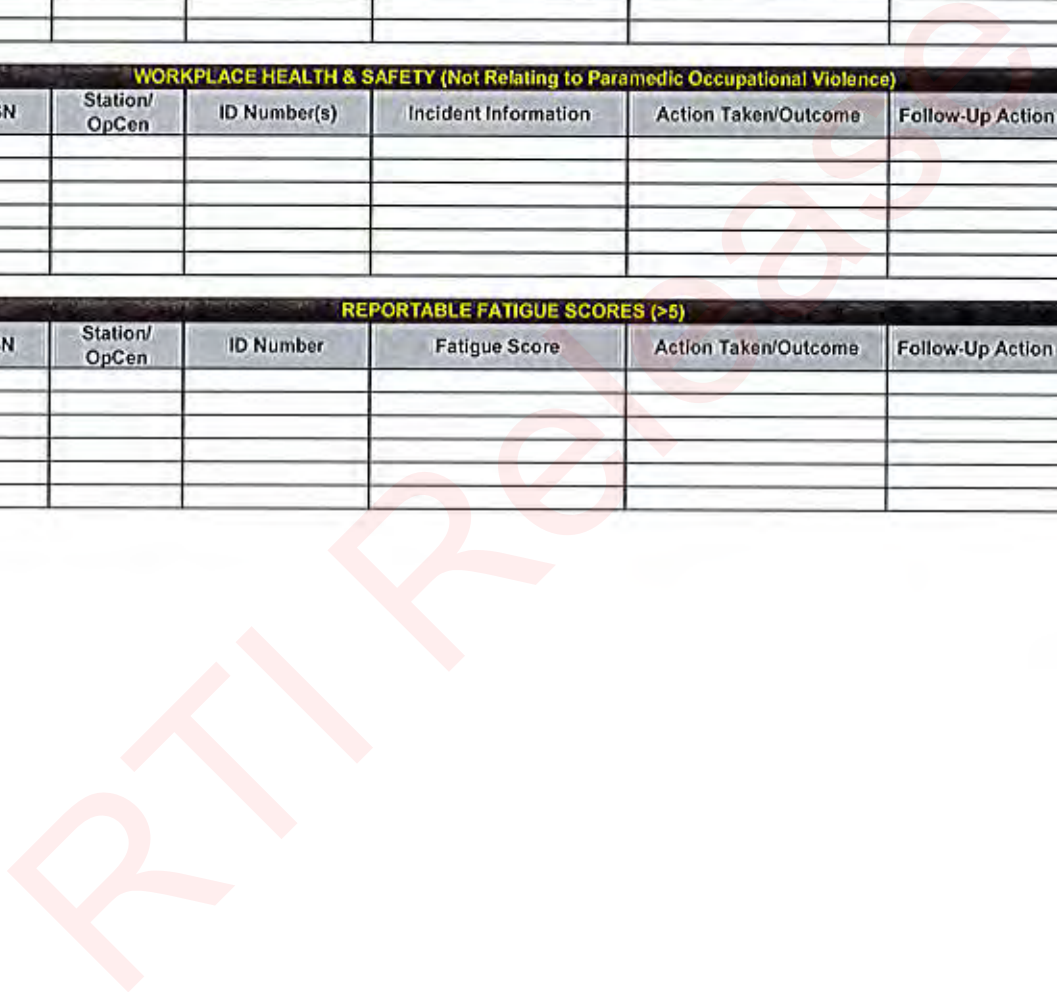 WORKPLACE HEALTH & SAFETY (Not Relating to Paramedic Occupational Violence)
SN Station/ OpCen ID Number(s) Incident Information Action Taken/Outcome Follow-Up Action
REPORTABLE FATIGUE SCORES (>5)
N Station/ OpCen ID Number Fatigue Score Action Taken/Outcome Follow-Up Action
RTI Release